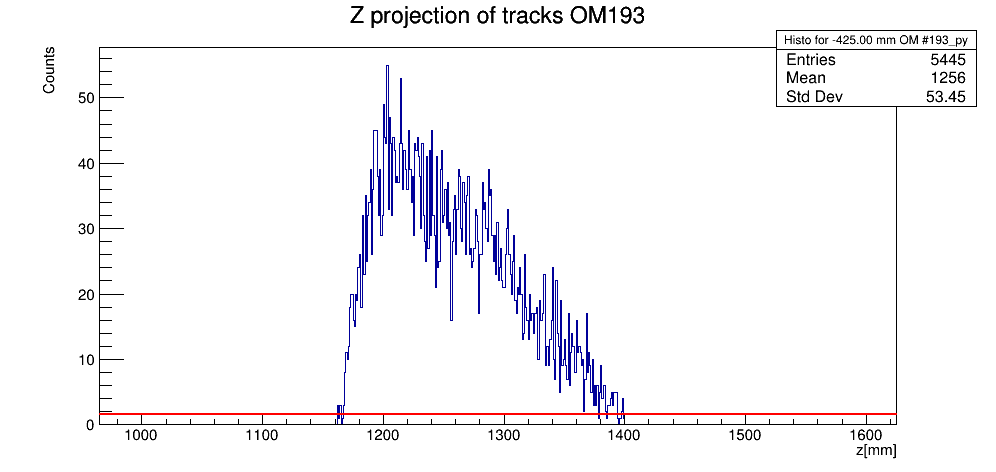 Z projection of tracks OM193
Histo for -425.00 mm OM #193_py
Entries 5445
Mean 1256
Std Dev 53.45
Counts
50
40
30
20
10
0
1000 1100 1200 1300 1400 1500 1600
z[mm]